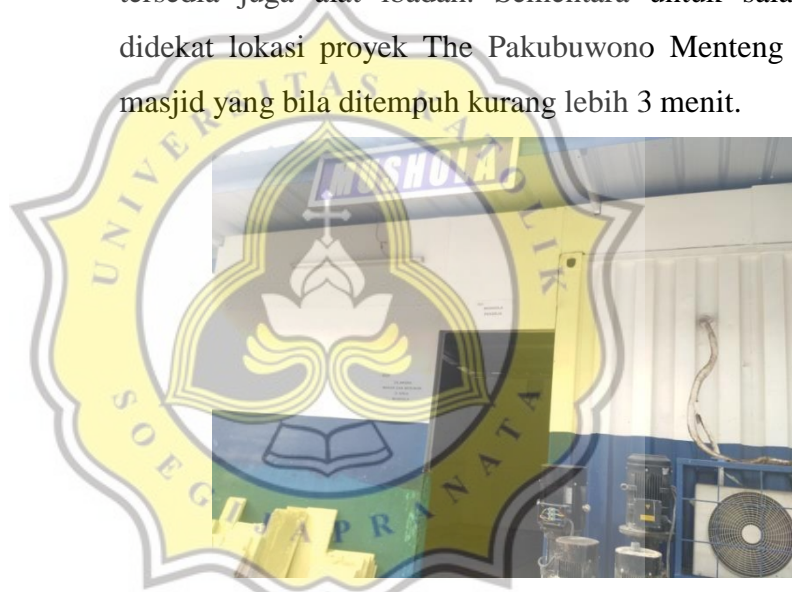 tersedia juga alat ibadah. Sementara untuk sala
didekat lokasi proyek The Pakubuwono Menteng
masjid yang bila ditempuh kurang lebih 3 menit.
MUSHOLA
UNIVERSITAS KATOLIK
SOEGIJAPRANATA